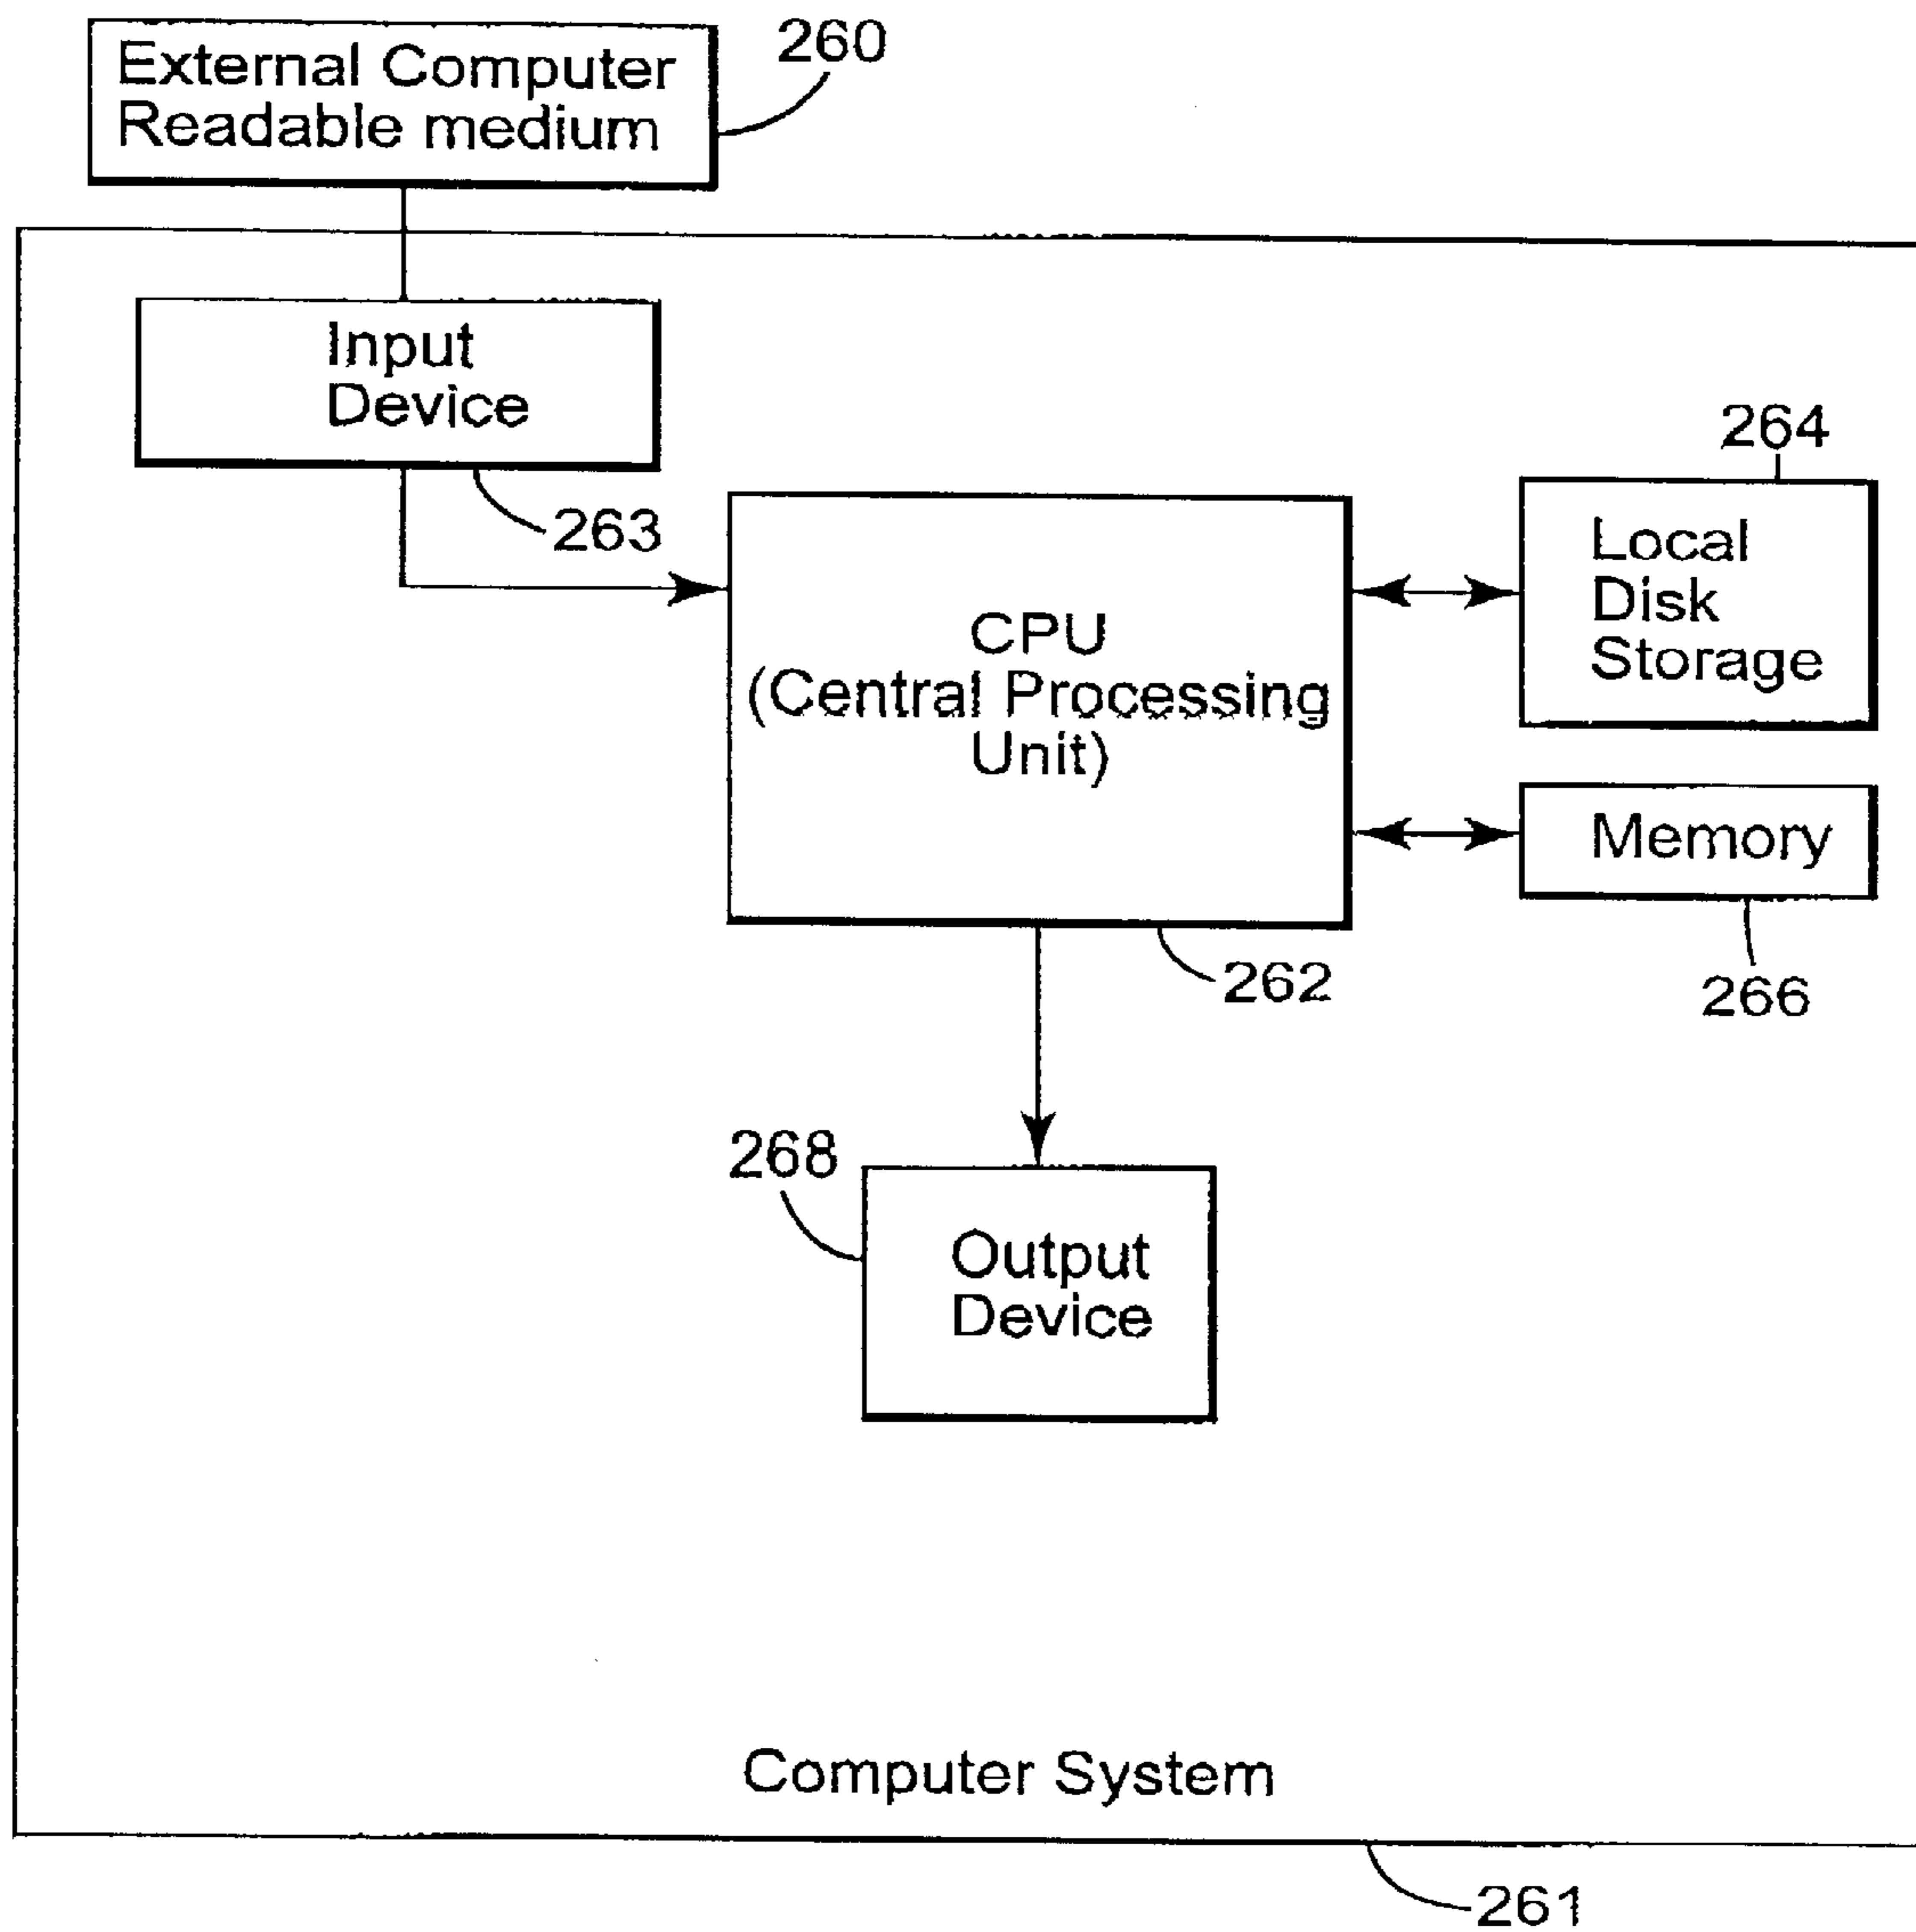 260
External Computer
Readable medium
Input
Device
263
264
Local
Disk
Storage
CPU
(Central Processing
Unit)
Memory
262
266
268
Output
Device
Computer System
261